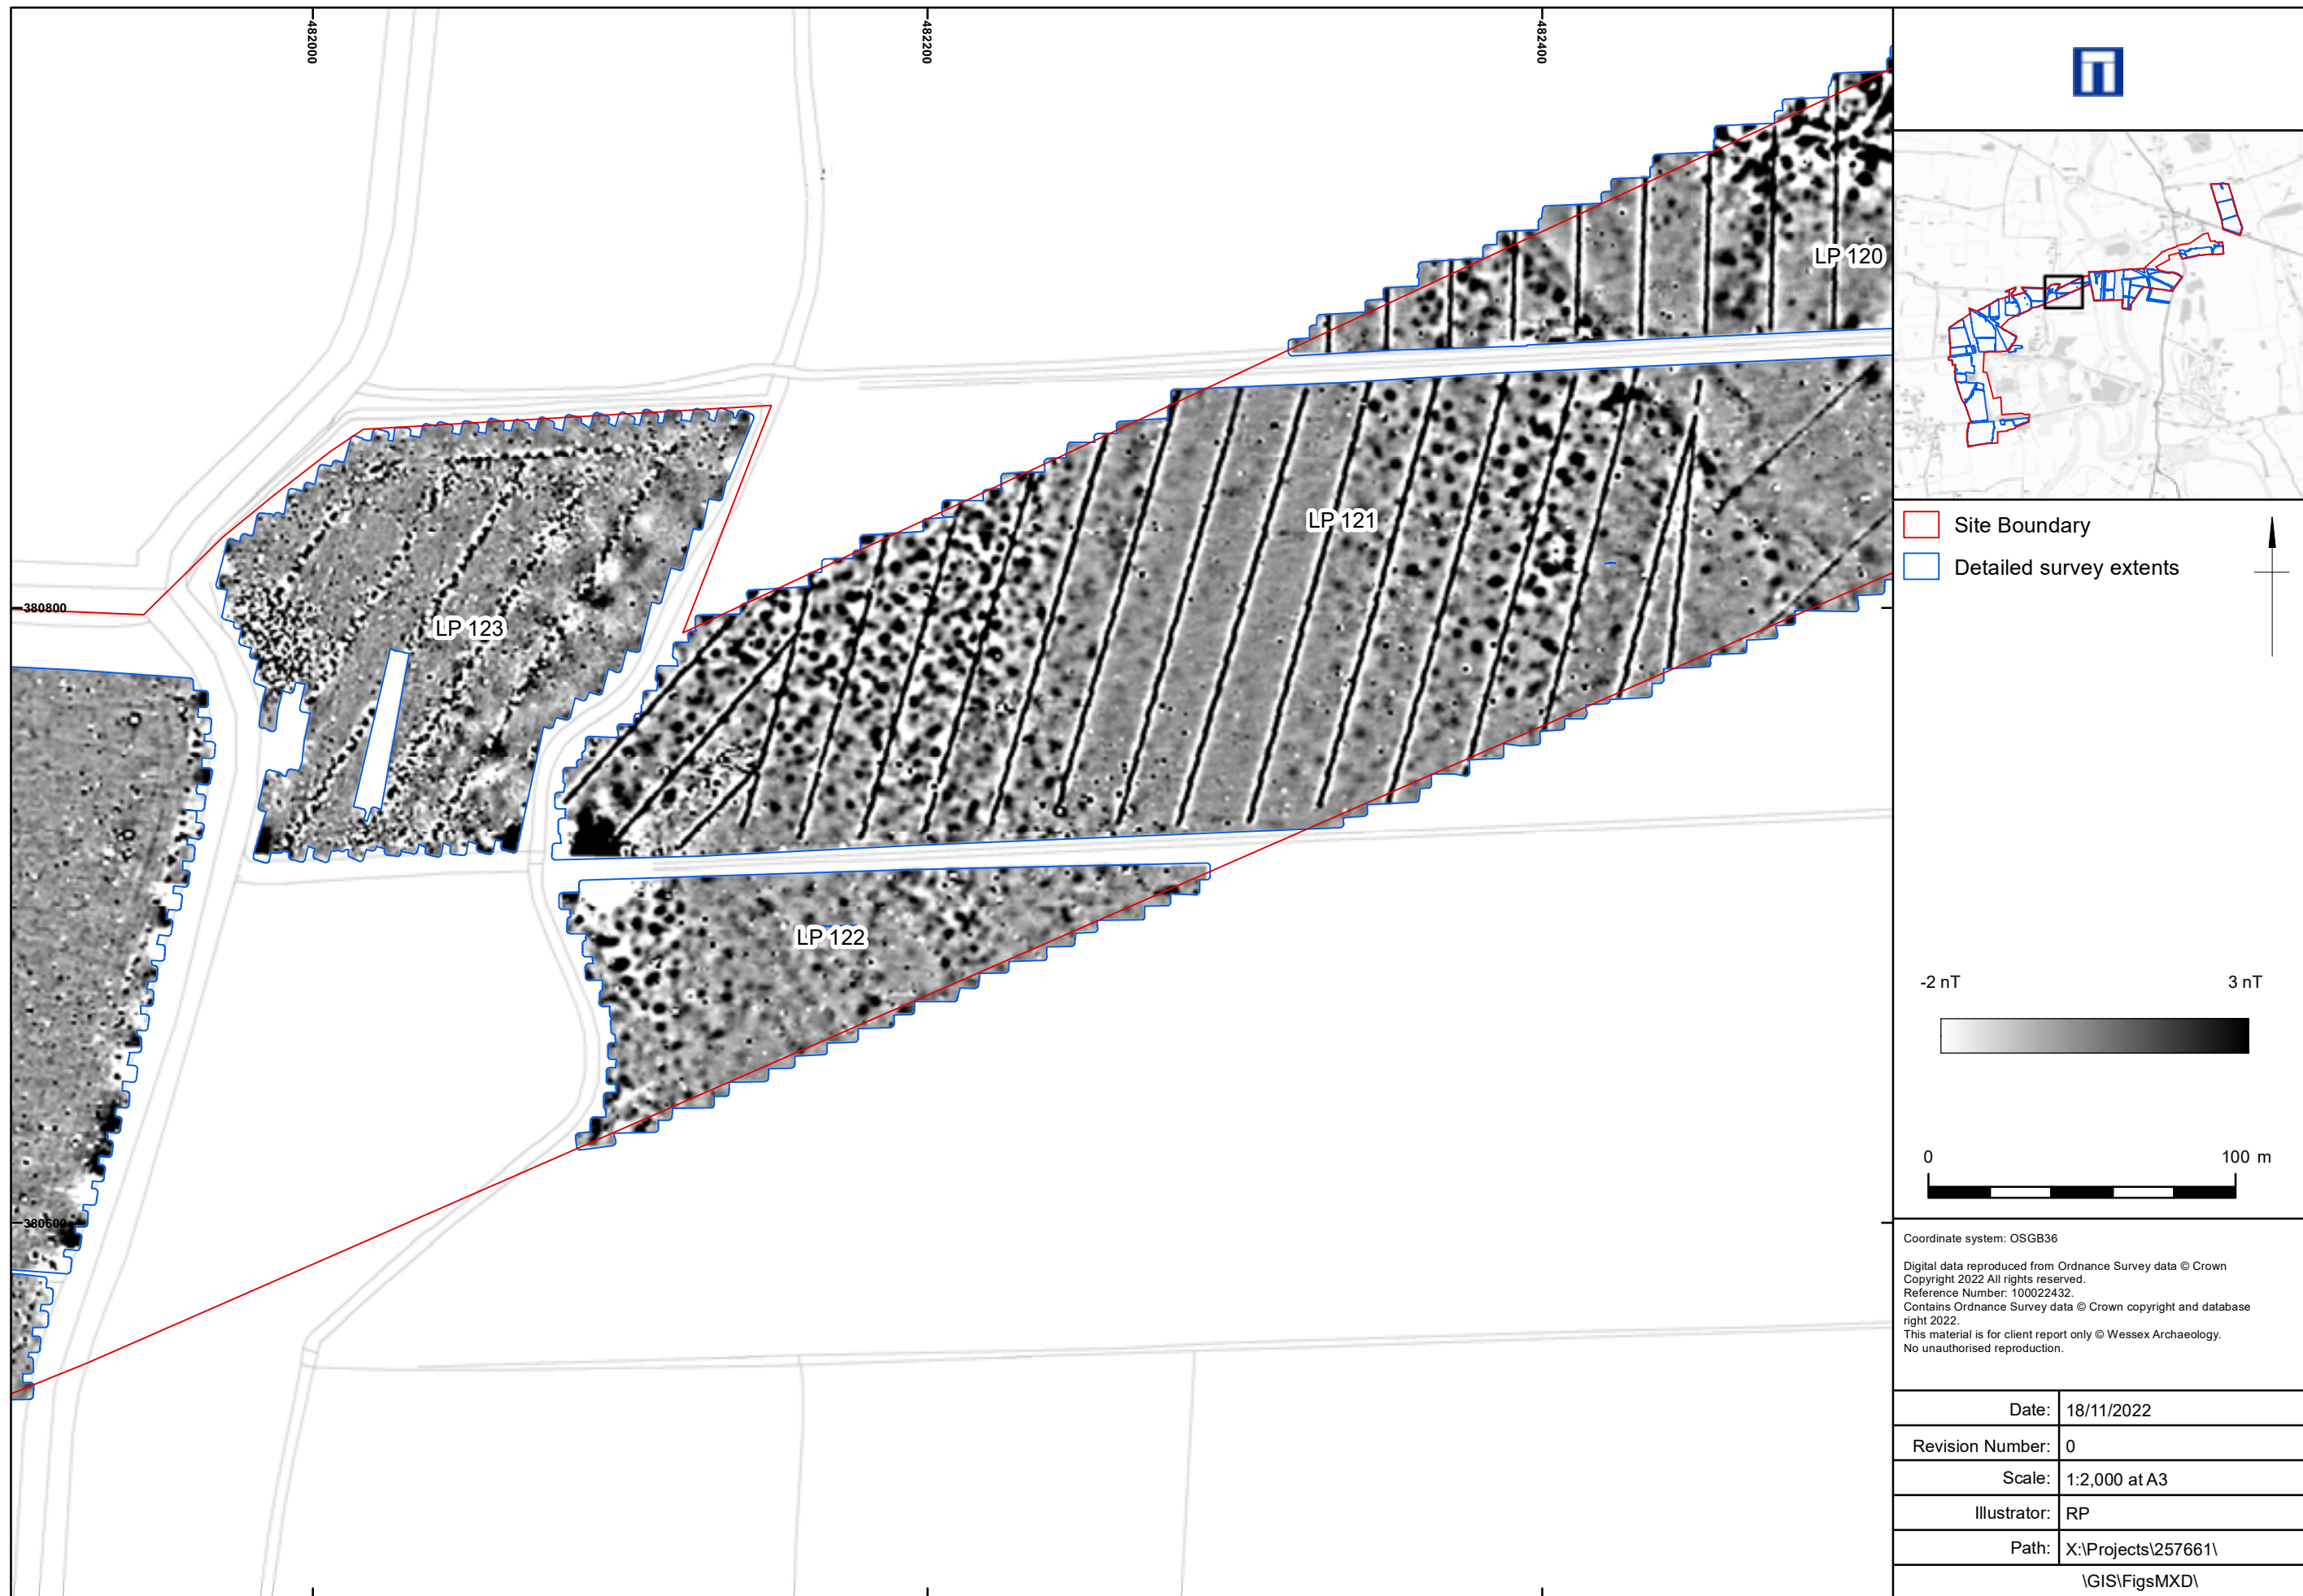 482000
482200
482400
LP 120
LP 121
Site Boundary
Detailed survey extents
380800
LP 123
LP 122
-2 nT 3 nT
0 100 m
380600
Coordinate system: OSGB36
Digital data reproduced from Ordnance Survey data © Crown
Copyright 2022 All rights reserved.
Reference Number: 100022432.
Contains Ordnance Survey data © Crown copyright and database
right 2022.
This material is for client report only © Wessex Archaeology.
No unauthorised reproduction.
Date: 18/11/2022
Revision Number: 0
Scale: 1:2,000 at A3
Illustrator: RP
Path: X:\Projects\257661\
\GIS\FigsMXD\